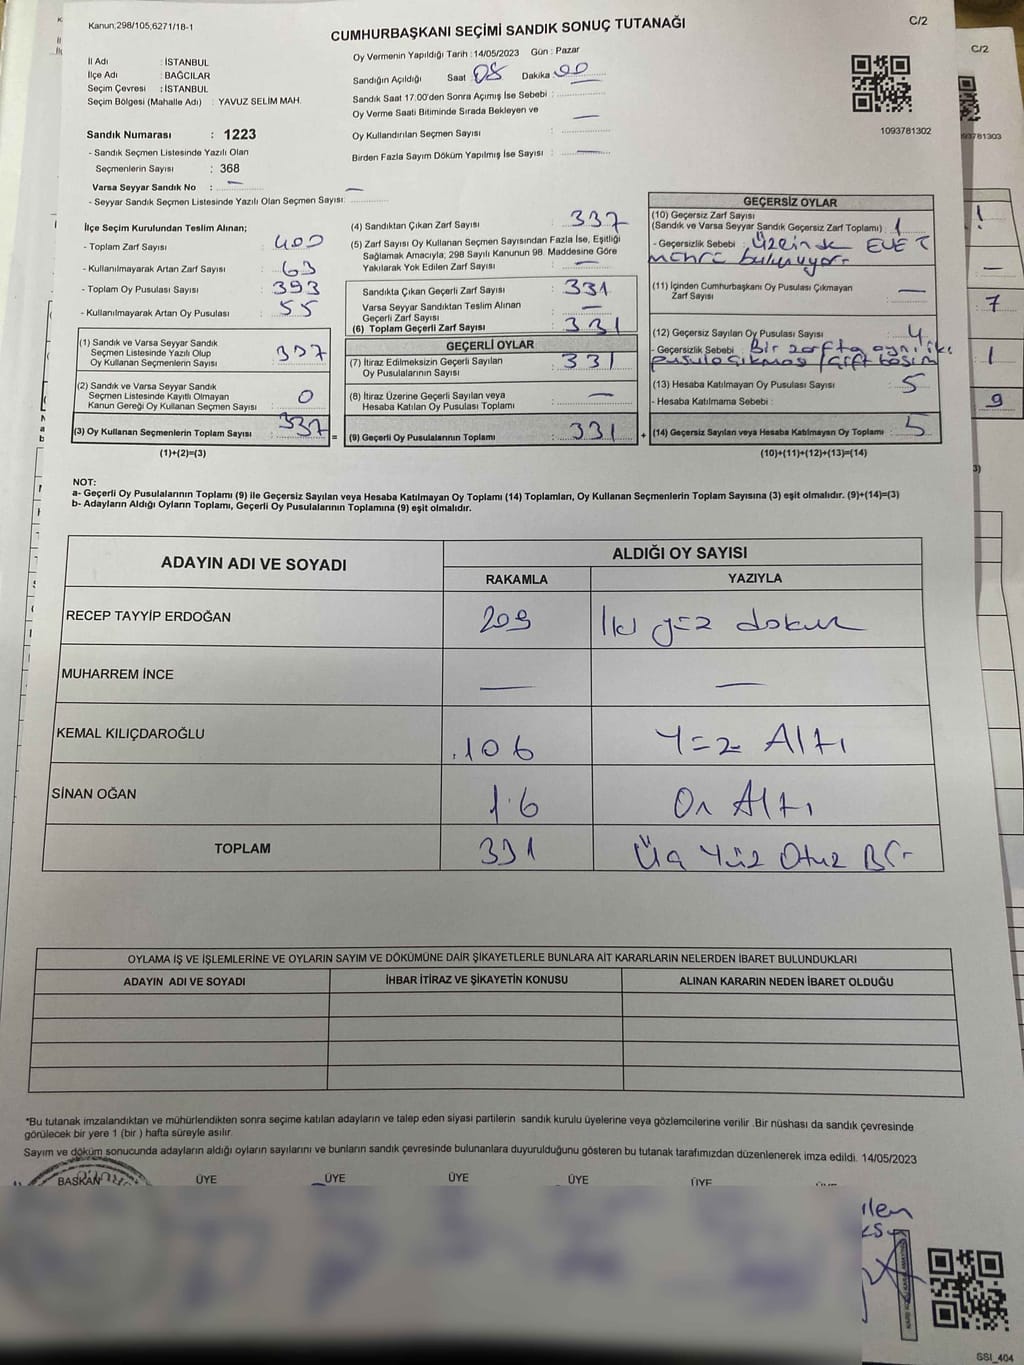 Kanun;298/105,6271/18-1
CUMHURBAŞKANI SEÇİMİ SANDIK SONUÇ TUTANAĞI
C/2
C/2
İl Adı : İSTANBUL
İlçe Adı : BAĞCILAR
Seçim Çevresi : İSTANBUL
Seçim Bölgesi (Mahalle Adı) : YAVUZ SELİM MAH.
Oy Vermenin Yapıldığı Tarih : 14/05/2023 Gün : Pazar
Sandığın Açıldığı Saat 08 Dakika 00
Sandık Saat 17:00'den Sonra Açımış İse Sebebi :
Oy Verme Saati Bitiminde Sırada Bekleyen ve
Oy Kullandırılan Seçmen Sayısı : —
Birden Fazla Sayım Döküm Yapılmış İse Sayısı : —
1093781302
Sandık Numarası : 1223
- Sandık Seçmen Listesinde Yazılı Olan
Seçmenlerin Sayısı : 368
Varsa Seyyar Sandık No : —
- Seyyar Sandık Seçmen Listesinde Yazılı Olan Seçmen Sayısı: —
İlçe Seçim Kurulundan Teslim Alınan;
- Toplam Zarf Sayısı : 400
- Kullanılmayarak Artan Zarf Sayısı : 63
- Toplam Oy Pusulası Sayısı : 393
- Kullanılmayarak Artan Oy Pusulası : 55
(1) Sandık ve Varsa Seyyar Sandık
Seçmen Listesinde Yazılı Olup
Oy Kullanan Seçmenlerin Sayısı : 337
(2) Sandık ve Varsa Seyyar Sandık
Seçmen Listesinde Kayıtlı Olmayan
Kanun Gereği Oy Kullanan Seçmen Sayısı : 0
(3) Oy Kullanan Seçmenlerin Toplam Sayısı : 337
(1)+(2)=(3)
(4) Sandıktan Çıkan Zarf Sayısı : 337
(5) Zarf Sayısı Oy Kullanan Seçmen Sayısından Fazla İse, Eşitliği
Sağlamak Amacıyla; 298 Sayılı Kanunun 98. Maddesine Göre
Yakılarak Yok Edilen Zarf Sayısı : —
Sandıkta Çıkan Geçerli Zarf Sayısı : 331
Varsa Seyyar Sandıktan Teslim Alınan
Geçerli Zarf Sayısı : —
(6) Toplam Geçerli Zarf Sayısı : 331
GEÇERLİ OYLAR
(7) İtiraz Edilmeksizin Geçerli Sayılan
Oy Pusulalarının Sayısı : 331
(8) İtiraz Üzerine Geçerli Sayılan veya
Hesaba Katılan Oy Pusulası Toplamı : —
= (9) Geçerli Oy Pusulalarının Toplamı : 331 +
GEÇERSİZ OYLAR
(10) Geçersiz Zarf Sayısı
(Sandık ve Varsa Seyyar Sandık Geçersiz Zarf Toplamı) : 1
- Geçersizlik Sebebi : Üzerinde EVET
mührü bulunuyor.
(11) İçinden Cumhurbaşkanı Oy Pusulası Çıkmayan
Zarf Sayısı : —
(12) Geçersiz Sayılan Oy Pusulası Sayısı : 4
- Geçersizlik Sebebi : Bir zarfta aynı iki
pusula çıkması / çift basım
(13) Hesaba Katılmayan Oy Pusulası Sayısı : 5
- Hesaba Katılmama Sebebi :
(14) Geçersiz Sayılan veya Hesaba Katılmayan Oy Toplamı : 5
(10)+(11)+(12)+(13)=(14)
NOT:
a- Geçerli Oy Pusulalarının Toplamı (9) ile Geçersiz Sayılan veya Hesaba Katılmayan Oy Toplamı (14) Toplamları, Oy Kullanan Seçmenlerin Toplam Sayısına (3) eşit olmalıdır. (9)+(14)=(3)
b- Adayların Aldığı Oyların Toplamı, Geçerli Oy Pusulalarının Toplamına (9) eşit olmalıdır.
ADAYIN ADI VE SOYADI ALDIĞI OY SAYISI
RAKAMLA YAZIYLA
RECEP TAYYİP ERDOĞAN 209 İki yüz dokuz
MUHARREM İNCE — —
KEMAL KILIÇDAROĞLU 106 Yüz Altı
SİNAN OĞAN 16 On Altı
TOPLAM 331 Üç Yüz Otuz Bir
OYLAMA İŞ VE İŞLEMLERİNE VE OYLARIN SAYIM VE DÖKÜMÜNE DAİR ŞİKAYETLERLE BUNLARA AİT KARARLARIN NELERDEN İBARET BULUNDUKLARI
ADAYIN ADI VE SOYADI İHBAR İTİRAZ VE ŞİKAYETİN KONUSU ALINAN KARARIN NEDEN İBARET OLDUĞU
*Bu tutanak imzalandıktan ve mühürlendikten sonra seçime katılan adayların ve talep eden siyasi partilerin sandık kurulu üyelerine veya gözlemcilerine verilir .Bir nüshası da sandık çevresinde
görülecek bir yere 1 (bir ) hafta süreyle asılır.
Sayım ve döküm sonucunda adayların aldığı oyların sayılarını ve bunların sandık çevresinde bulunanlara duyurulduğunu gösteren bu tutanak tarafımızdan düzenlenerek imza edildi. 14/05/2023
BAŞKAN ÜYE ÜYE ÜYE ÜYE ÜYE
SSI_404